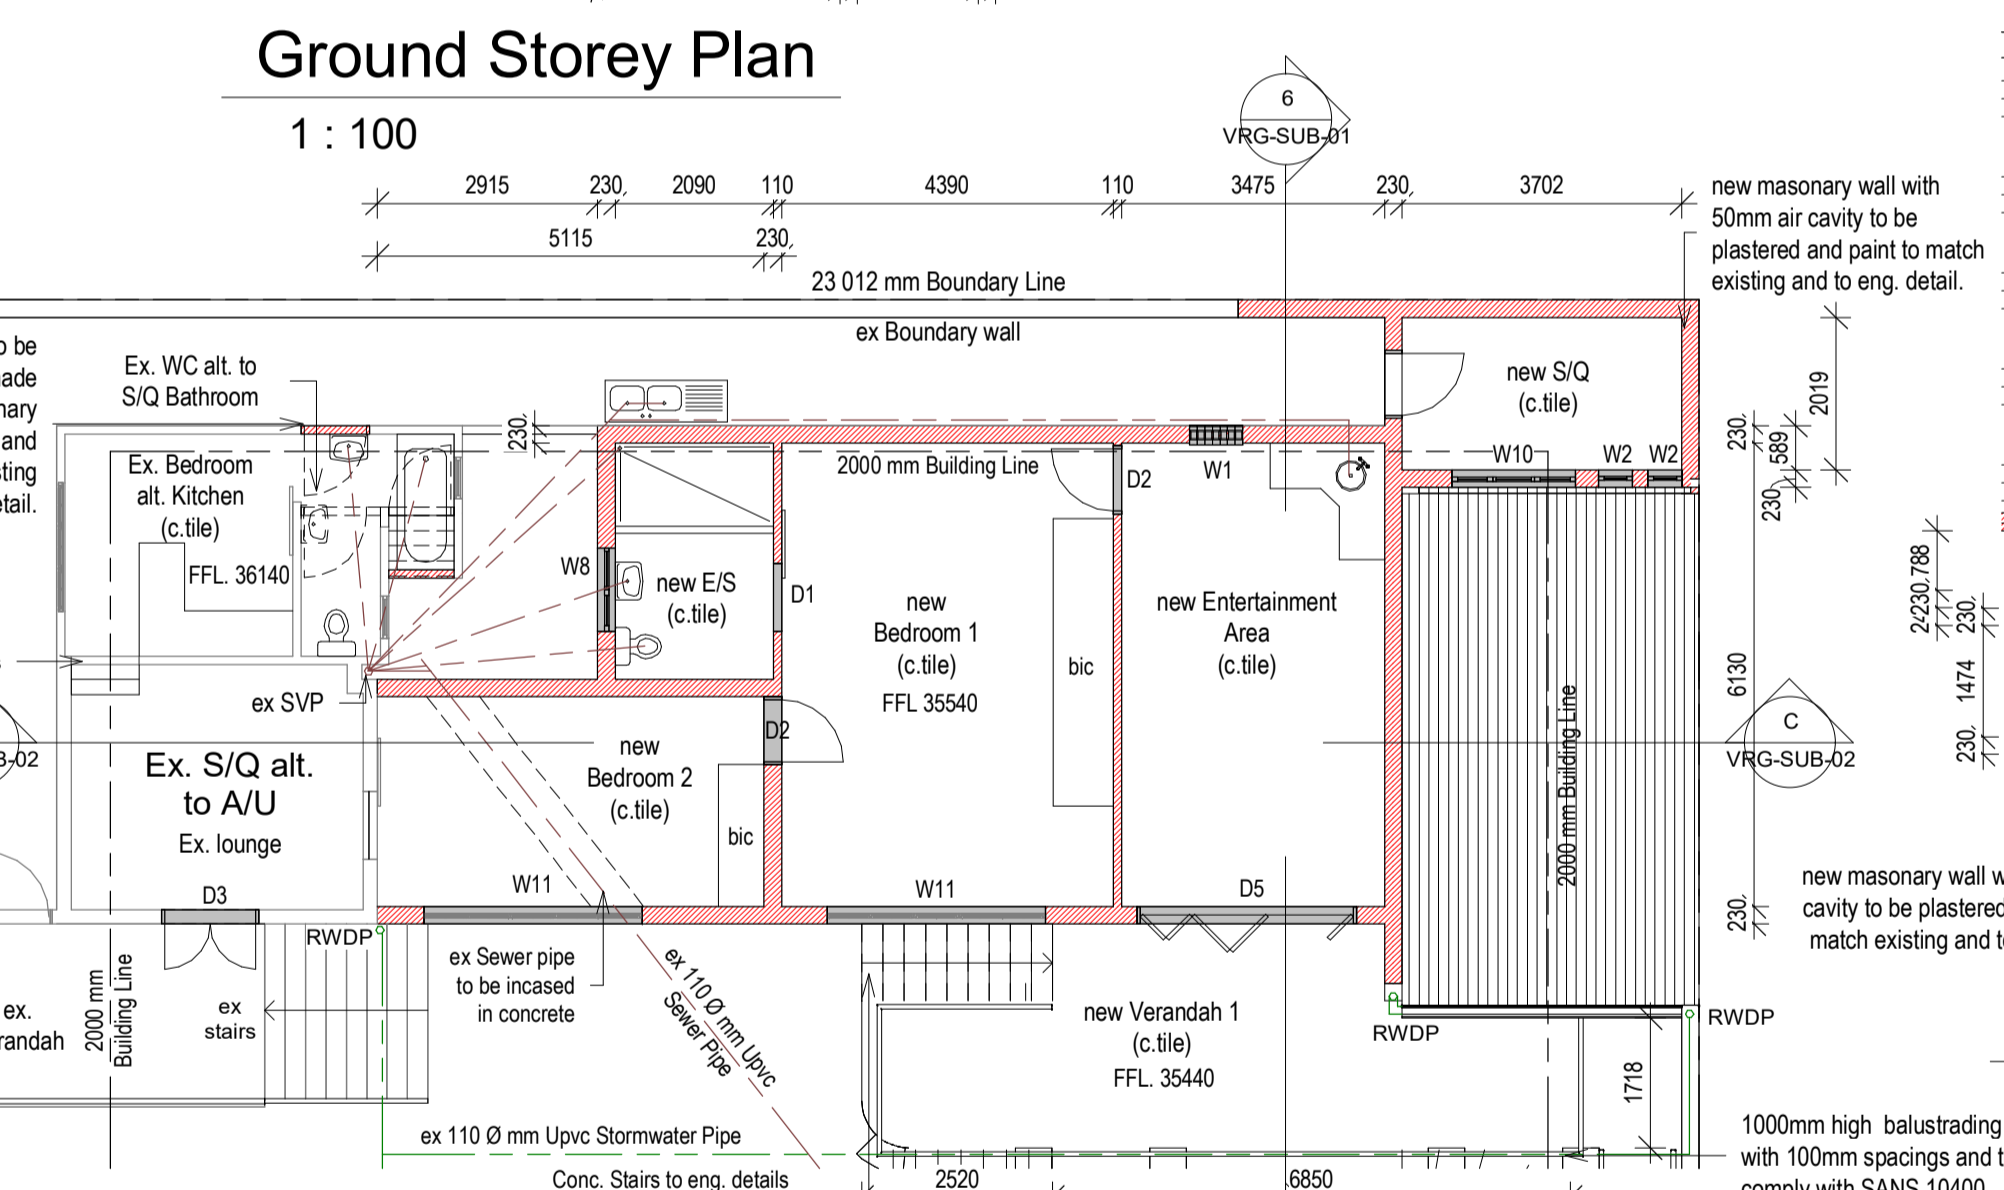 Ground Storey Plan
1 : 100
6
VRG-SUB-01
2915
230
2090
110
4390
110
3475
230
3702
5115
230
23 012 mm Boundary Line
ex Boundary wall
new masonary wall with
50mm air cavity to be
plastered and paint to match
existing and to eng. detail.
Ex. WC alt. to
S/Q Bathroom
230
new S/Q
(c.tile)
2019
230
589
230
Ex. Bedroom
alt. Kitchen
(c.tile)
FFL. 36140
2000 mm Building Line
D2
W1
W10
W2
W2
W8
new E/S
(c.tile)
D1
new
Bedroom 1
(c.tile)
FFL 35540
bic
new Entertainment
Area
(c.tile)
788
230
230
1474
230
6130
2000 mm Building Line
C
VRG-SUB-02
ex SVP
Ex. S/Q alt.
to A/U
Ex. lounge
D3
new
Bedroom 2
(c.tile)
D2
bic
W11
W11
D5
230
new masonary wall
cavity to be plastered
match existing and
RWDP
ex Sewer pipe
to be incased
in concrete
ex 110 Ø mm Upvc
Sewer Pipe
2000 mm
Building Line
ex
stairs
ex.
new Verandah 1
(c.tile)
FFL. 35440
RWDP
RWDP
1718
ex 110 Ø mm Upvc Stormwater Pipe
Conc. Stairs to eng. details
2520
6850
1000mm high balustrading
with 100mm spacings and
comply with SANS 10400